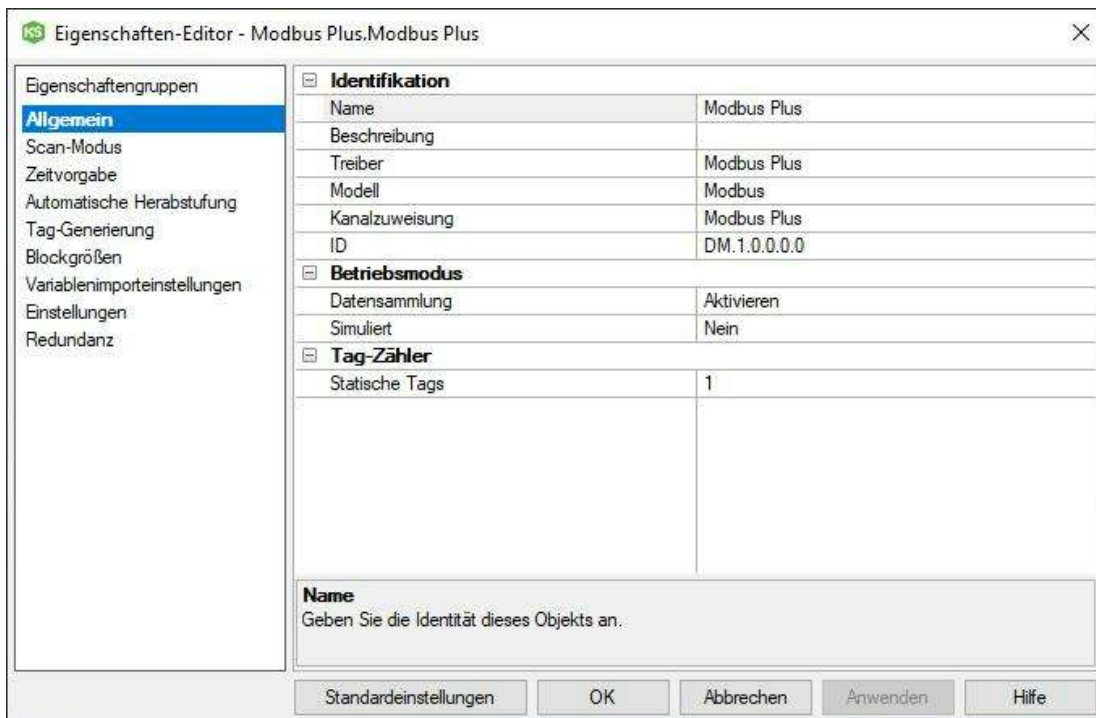 KS Eigenschaften-Editor - Modbus Plus.Modbus Plus
Eigenschaftengruppen
Allgemein
Scan-Modus
Zeitvorgabe
Automatische Herabstufung
Tag-Generierung
Blockgrößen
Variablenimporteinstellungen
Einstellungen
Redundanz
Identifikation
Name Modbus Plus
Beschreibung
Treiber Modbus Plus
Modell Modbus
Kanalzuweisung Modbus Plus
ID DM.1.0.0.0.0
Betriebsmodus
Datensammlung Aktivieren
Simuliert Nein
Tag-Zähler
Statische Tags 1
Name
Geben Sie die Identität dieses Objekts an.
Standardeinstellungen OK Abbrechen Anwenden Hilfe